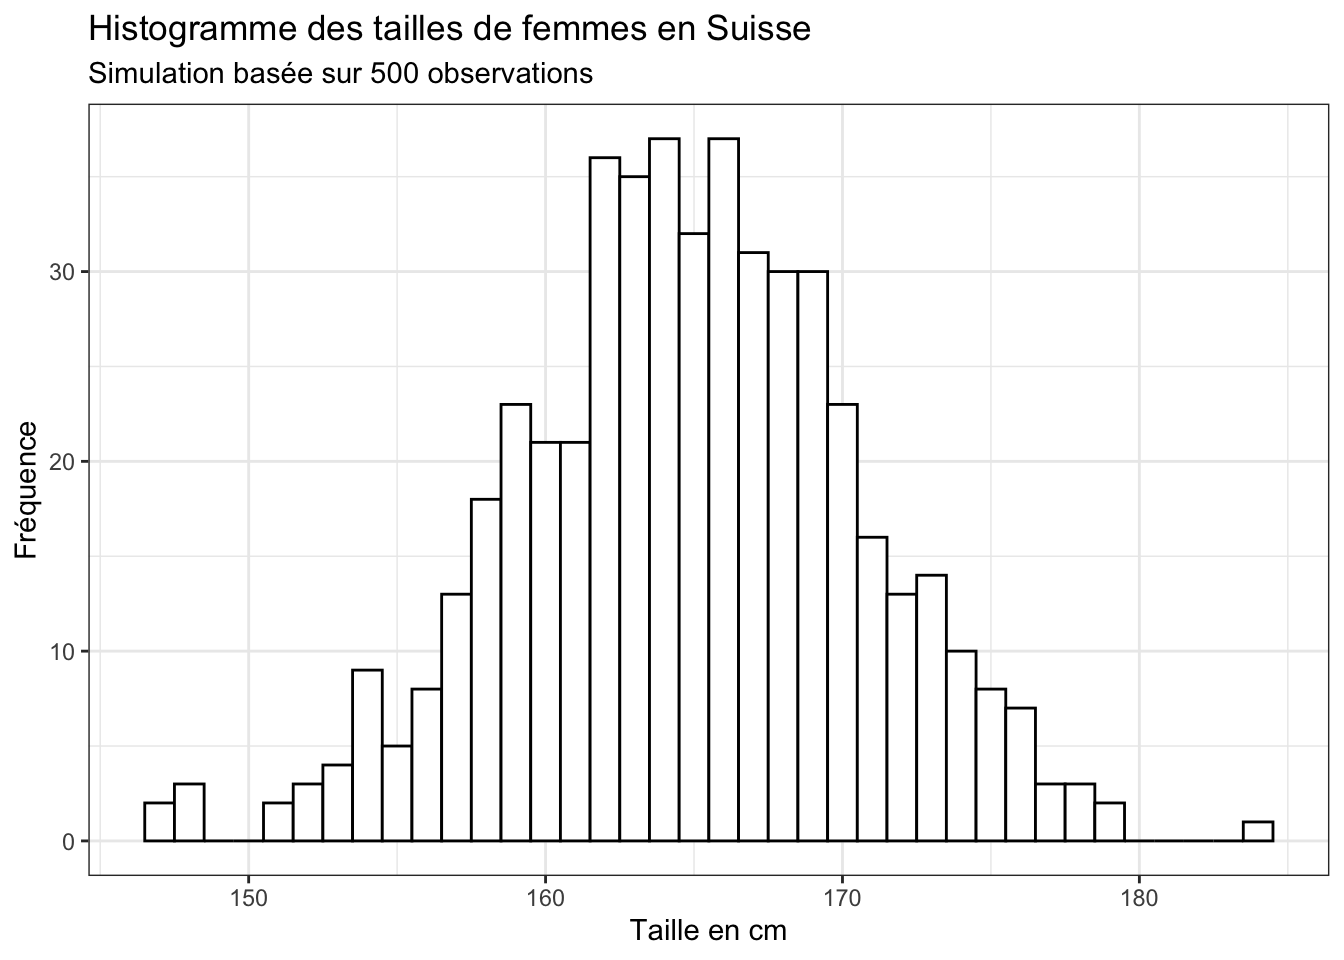 Histogramme des tailles de femmes en Suisse
Simulation basée sur 500 observations
Fréquence
30
20
10
0
150 160 170 180
Taille en cm